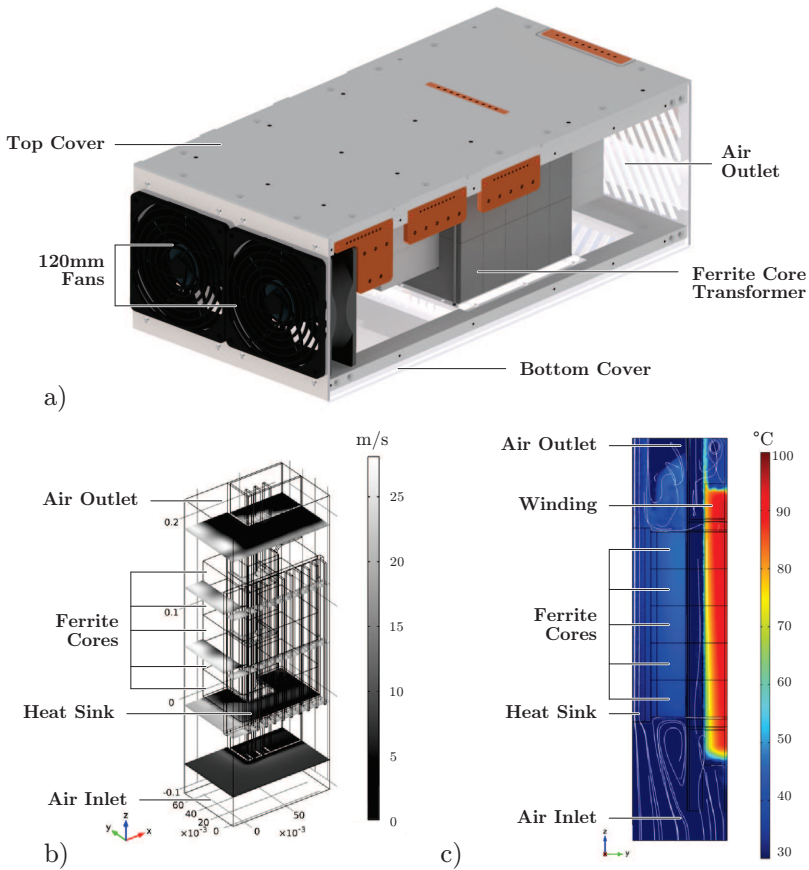 Top Cover
Air
Outlet
120mm
Fans
Ferrite Core
Transformer
Bottom Cover
a)
m/s
Air Outlet
25
0.2
20
Ferrite
Cores
0.1
15
10
0
Heat Sink
5
-0.1
Air Inlet
60
40
20
×10⁻³
0
0
50
×10⁻³
z
y
x
b)
°C
Air Outlet
100
Winding
90
80
Ferrite
Cores
70
60
Heat Sink
50
40
Air Inlet
30
z
y
c)